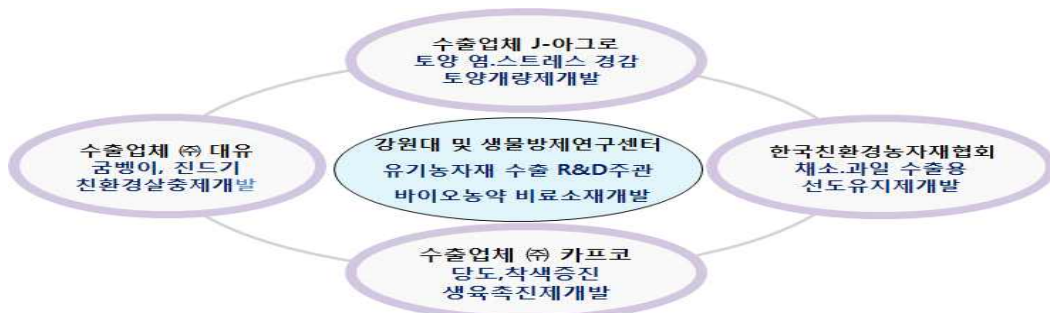 수출업체 J-아그로
토양 염.스트레스 경감
토양개량제개발
수출업체 ㈜ 대유
굼벵이, 진드기
친환경살충제개발
강원대 및 생물방제연구센터
유기농자재 수출 R&D주관
바이오농약 비료소재개발
한국친환경농자재협회
채소.과일 수출용
선도유지제개발
수출업체 ㈜ 카프코
당도,착색증진
생육촉진제개발